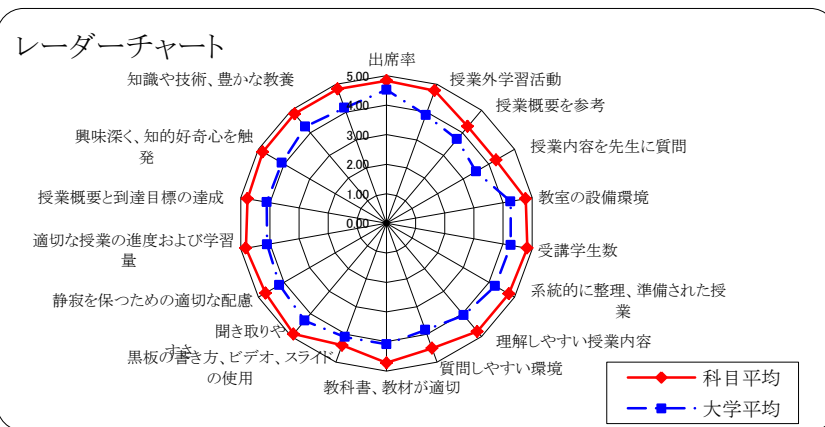 レーダーチャート
出席率
授業外学習活動
授業概要を参考
授業内容を先生に質問
教室の設備環境
受講学生数
系統的に整理、準備された授
業
理解しやすい授業内容
質問しやすい環境
教科書、教材が適切
黒板の書き方、ビデオ、スライド
の使用
聞き取りや
すさ
静寂を保つための適切な配慮
適切な授業の進度および学習
量
授業概要と到達目標の達成
興味深く、知的好奇心を触
発
知識や技術、豊かな教養
5.00
4.00
3.00
2.00
1.00
0.00
科目平均
大学平均